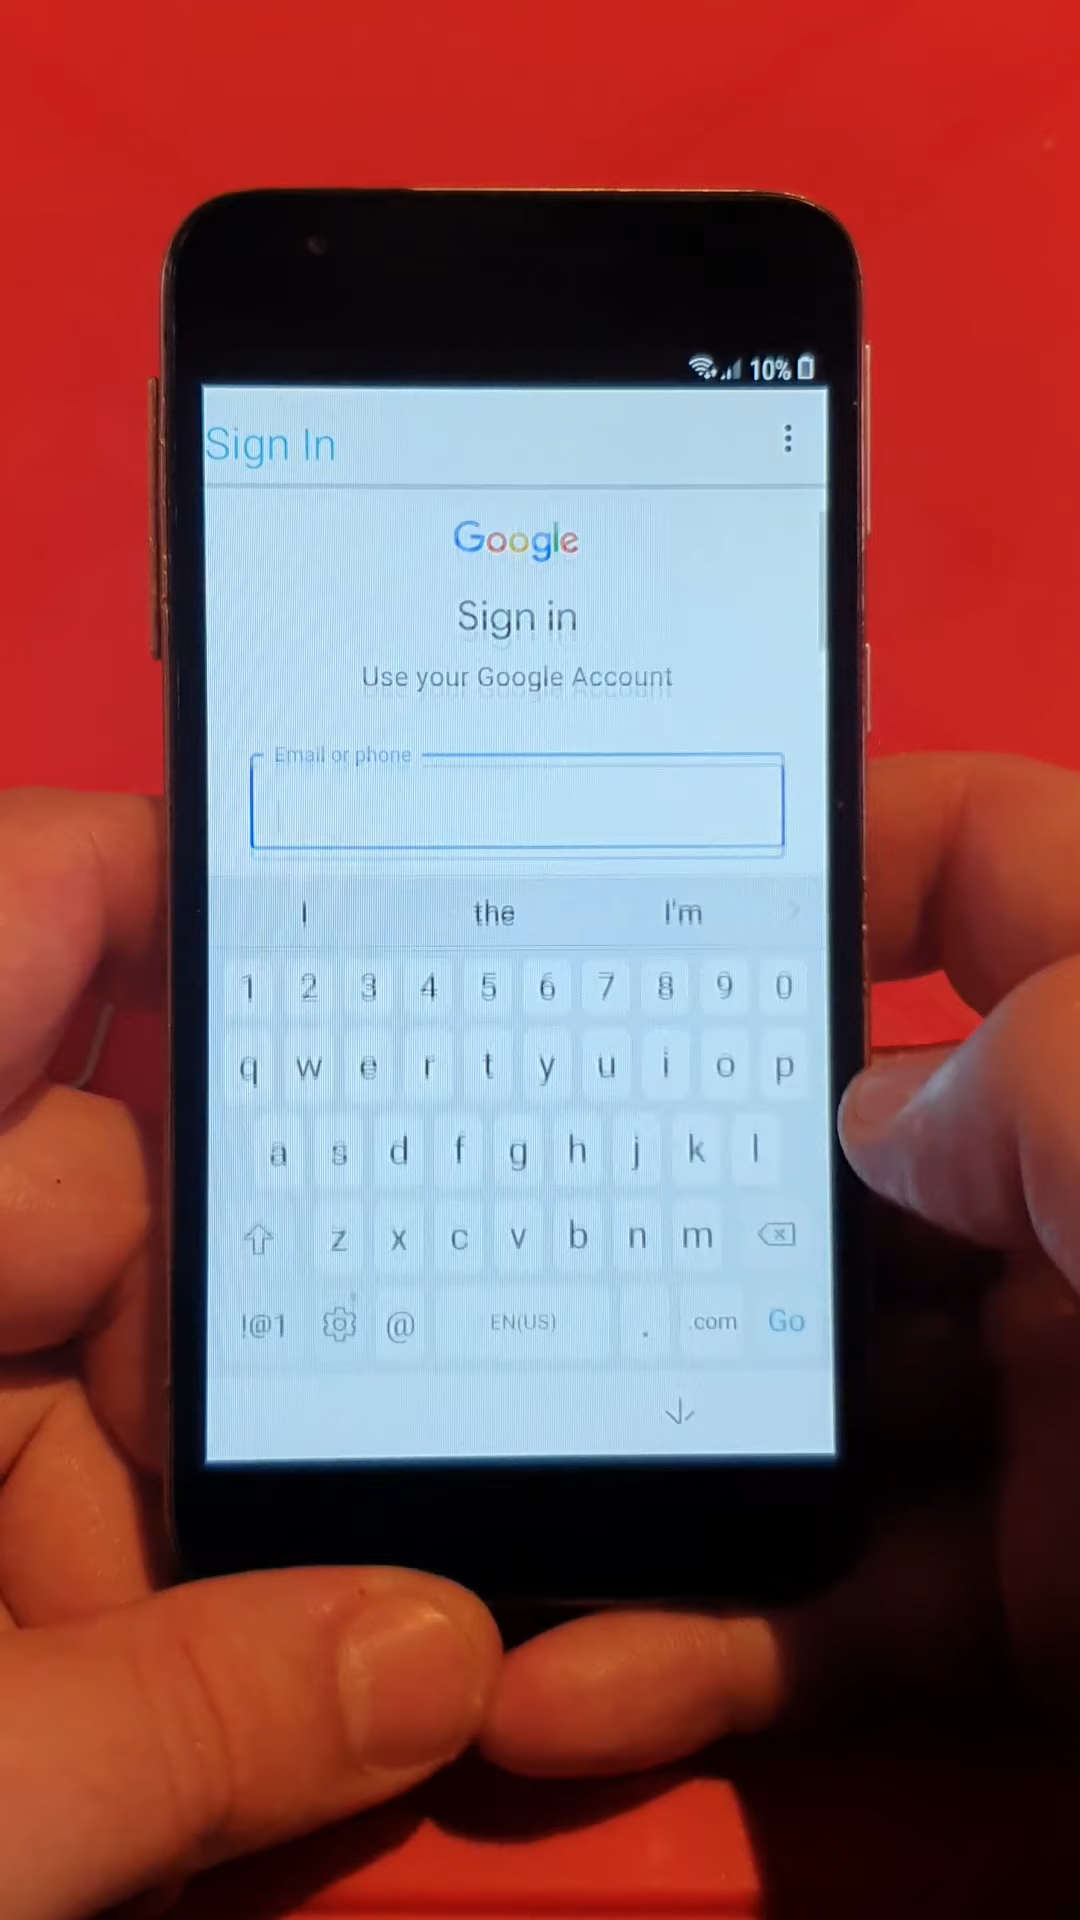 10%
Sign In
Google
Sign in
Use your Google Account
Email or phone
I the I'm
1 2 3 4 5 6 7 8 9 0
q w e r t y u i o p
a s d f g h j k l
z x c v b n m
!@1 @ EN(US) . .com Go